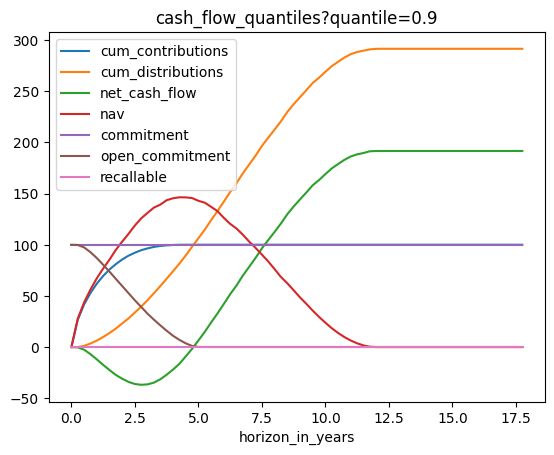 cash_flow_quantiles?quantile=0.9
300
250
200
150
100
50
0
−50
cum_contributions
cum_distributions
net_cash_flow
nav
commitment
open_commitment
recallable
0.0 2.5 5.0 7.5 10.0 12.5 15.0 17.5
horizon_in_years